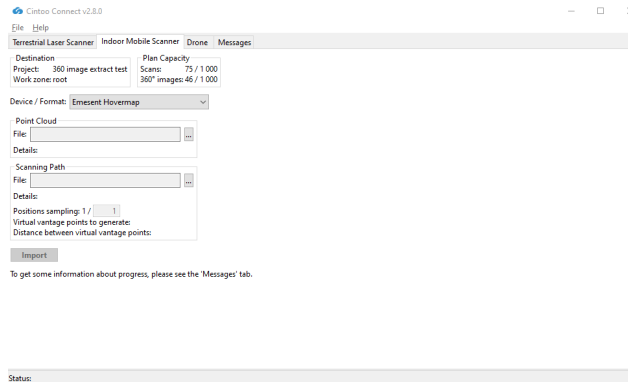 Cintoo Connect v2.8.0
File Help
Terrestrial Laser Scanner Indoor Mobile Scanner Drone Messages
Destination Plan Capacity
Project: 360 image extract test Scans: 75 / 1 000
Work zone: root 360° images: 46 / 1 000
Device / Format: Emesent Hovermap
Point Cloud
File: ...
Details:
Scanning Path
File: ...
Details:
Positions sampling: 1 / 1
Virtual vantage points to generate:
Distance between virtual vantage points:
Import
To get some information about progress, please see the 'Messages' tab.
Status: